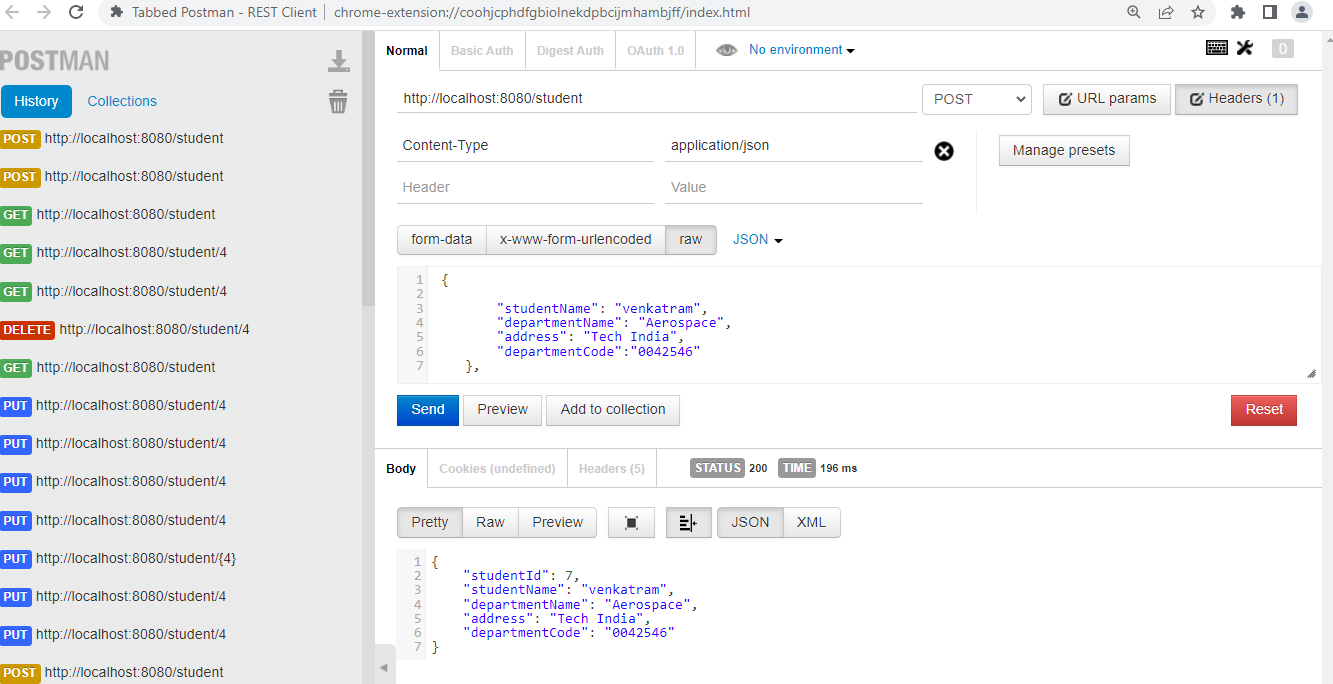 Tabbed Postman - REST Client | chrome-extension://coohjcphdfgbiolnekdpbcijmhambjff/index.html
POSTMAN
History Collections
POST http://localhost:8080/student
POST http://localhost:8080/student
GET http://localhost:8080/student
GET http://localhost:8080/student/4
GET http://localhost:8080/student/4
DELETE http://localhost:8080/student/4
GET http://localhost:8080/student
PUT http://localhost:8080/student/4
PUT http://localhost:8080/student/4
PUT http://localhost:8080/student/4
PUT http://localhost:8080/student/4
PUT http://localhost:8080/student/{4}
PUT http://localhost:8080/student/4
PUT http://localhost:8080/student/4
POST http://localhost:8080/student
Normal Basic Auth Digest Auth OAuth 1.0 No environment 0
http://localhost:8080/student POST URL params Headers (1)
Content-Type application/json Manage presets
Header Value
form-data x-www-form-urlencoded raw JSON
1 {
2
3 "studentName": "venkatram",
4 "departmentName": "Aerospace",
5 "address": "Tech India",
6 "departmentCode":"0042546"
7 },
Send Preview Add to collection Reset
Body Cookies (undefined) Headers (5) STATUS 200 TIME 196 ms
Pretty Raw Preview JSON XML
1 {
2 "studentId": 7,
3 "studentName": "venkatram",
4 "departmentName": "Aerospace",
5 "address": "Tech India",
6 "departmentCode": "0042546"
7 }